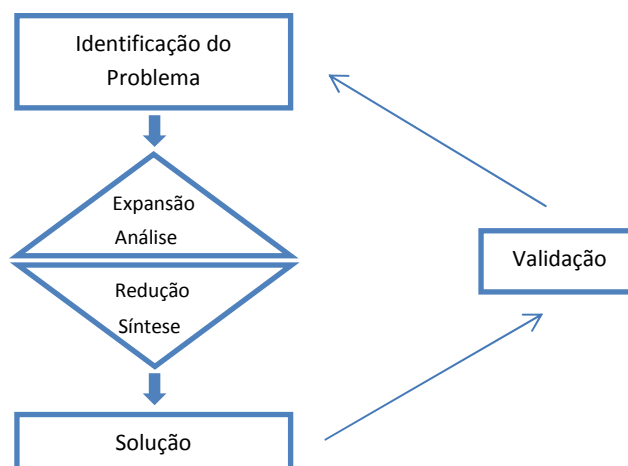 Identificação do
Problema
Expansão
Análise
Redução
Síntese
Validação
Solução